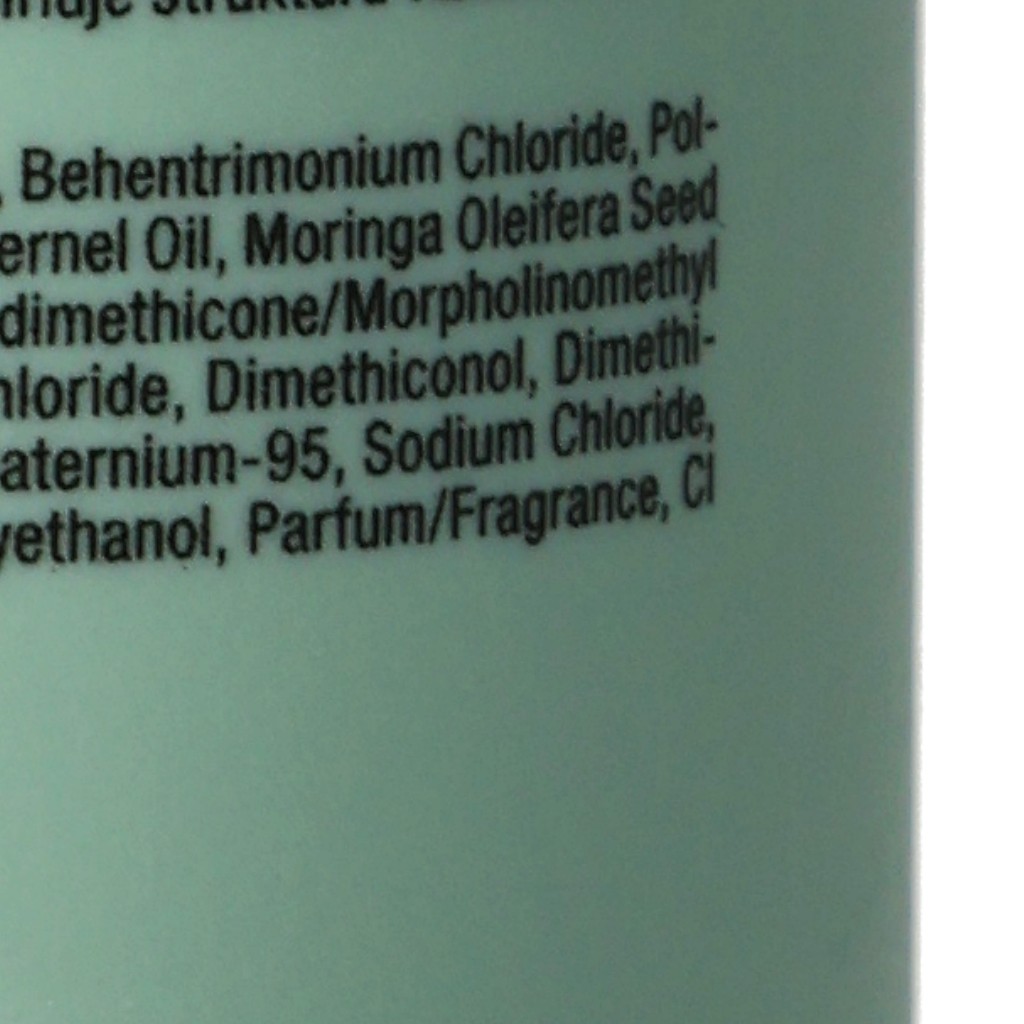 , Behentrimonium Chloride, Pol-
ernel Oil, Moringa Oleifera Seed
dimethicone/Morpholinomethyl
hloride, Dimethiconol, Dimethi-
aternium-95, Sodium Chloride,
yethanol, Parfum/Fragrance, CI